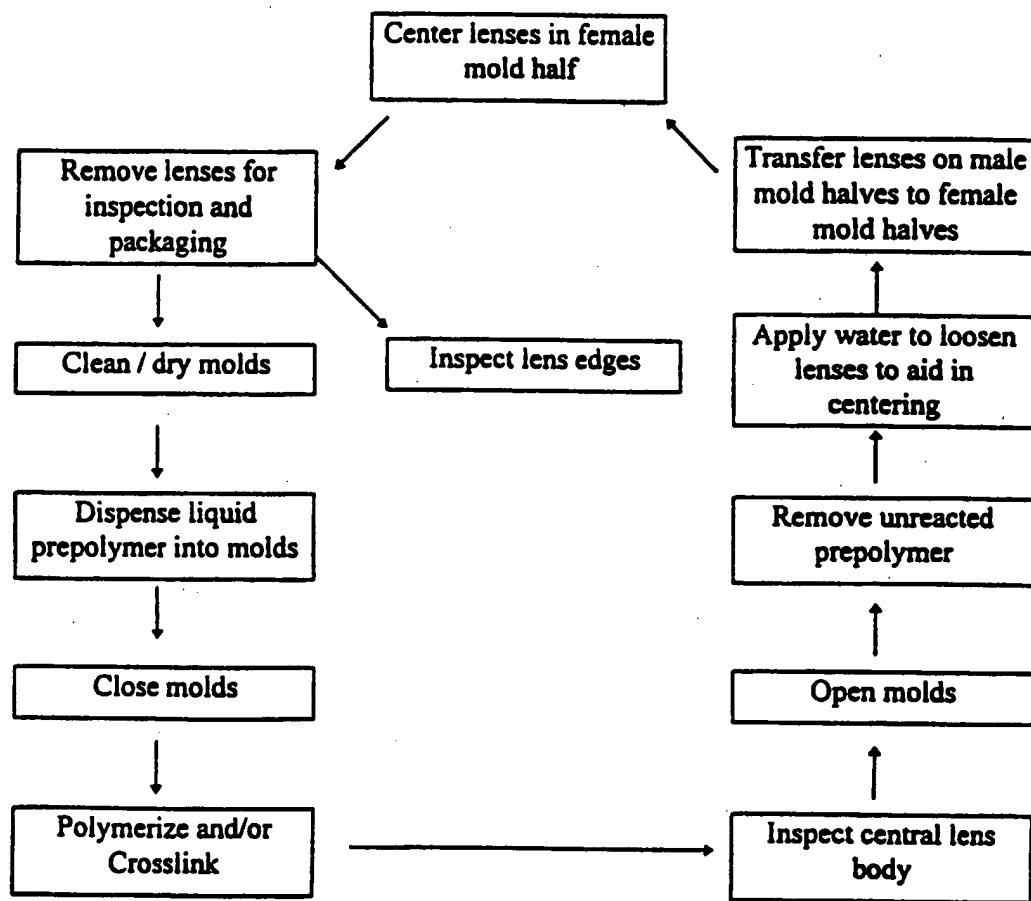 Center lenses in female
mold half
Remove lenses for
inspection and
packaging
Transfer lenses on male
mold halves to female
mold halves
Clean / dry molds
Inspect lens edges
Apply water to loosen
lenses to aid in
centering
Dispense liquid
prepolymer into molds
Remove unreacted
prepolymer
Close molds
Open molds
Polymerize and/or
Crosslink
Inspect central lens
body